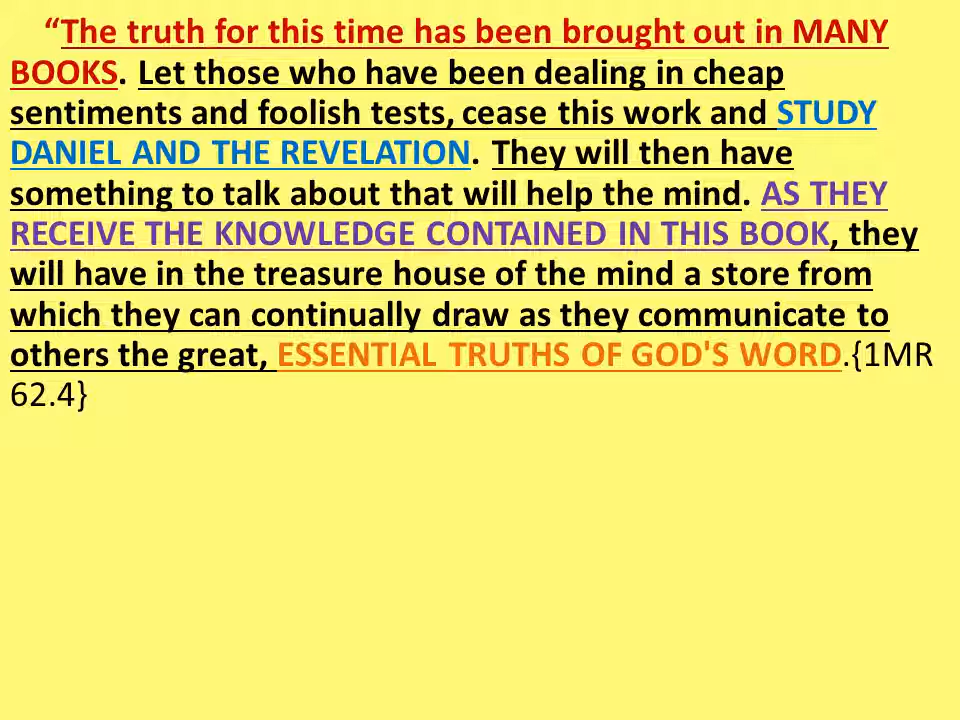 “The truth for this time has been brought out in MANY
BOOKS. Let those who have been dealing in cheap
sentiments and foolish tests, cease this work and STUDY
DANIEL AND THE REVELATION. They will then have
something to talk about that will help the mind. AS THEY
RECEIVE THE KNOWLEDGE CONTAINED IN THIS BOOK, they
will have in the treasure house of the mind a store from
which they can continually draw as they communicate to
others the great, ESSENTIAL TRUTHS OF GOD'S WORD.{1MR
62.4}